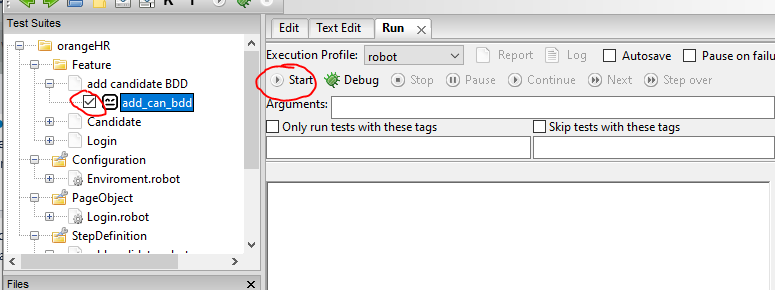 Test Suites
orangeHR
Feature
add candidate BDD
add_can_bdd
Candidate
Login
Configuration
Enviroment.robot
PageObject
Login.robot
StepDefinition
Files
Edit Text Edit Run
Execution Profile: robot Report Log Autosave Pause on failu
Start Debug Stop Pause Continue Next Step over
Arguments:
Only run tests with these tags Skip tests with these tags